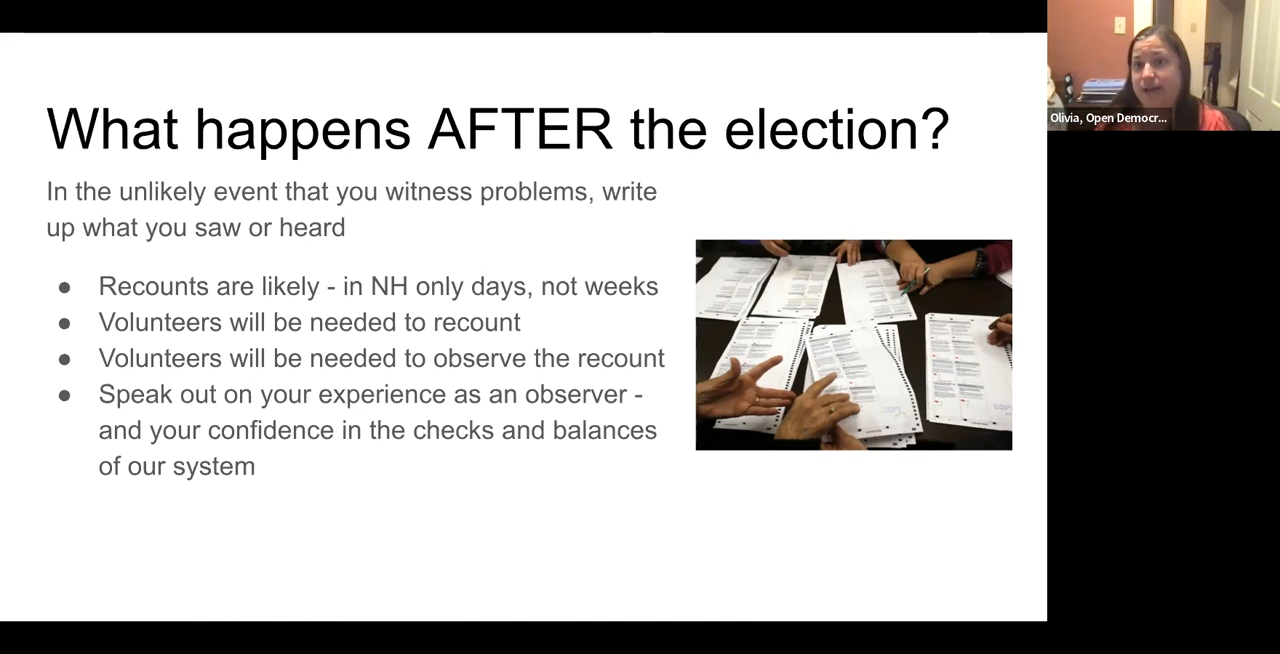 What happens AFTER the election?
In the unlikely event that you witness problems, write
up what you saw or heard
● Recounts are likely - in NH only days, not weeks
● Volunteers will be needed to recount
● Volunteers will be needed to observe the recount
● Speak out on your experience as an observer -
and your confidence in the checks and balances
of our system
Olivia, Open Democr...
COPY